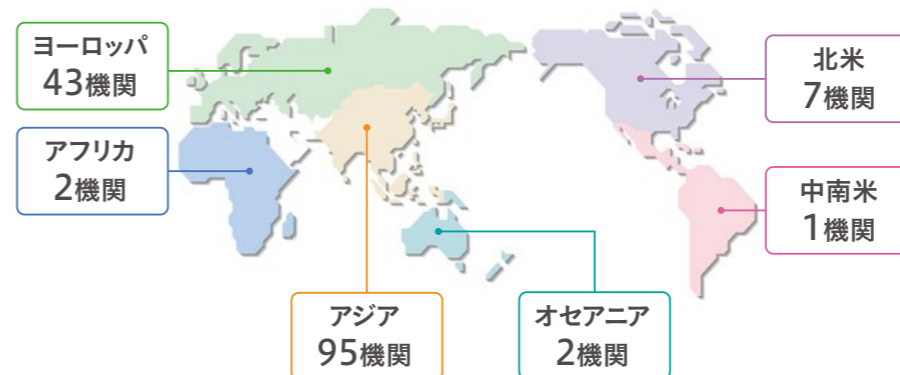 ヨーロッパ
43機関
アフリカ
2機関
アジア
95機関
オセアニア
2機関
北米
7機関
中南米
1機関